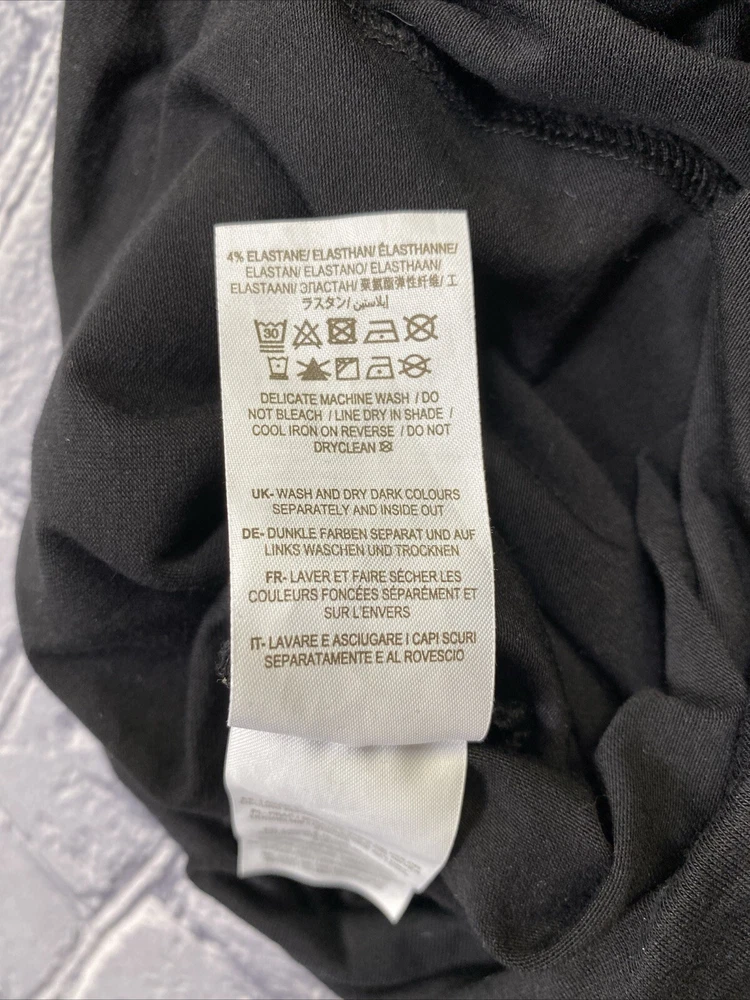 4% ELASTANE/ ELASTHAN/ ÉLASTHANNE/
ELASTAN/ ELASTANO/ ELASTHAAN/
ELASTAANI/ ЭЛАСТАН/ 聚氨酯弹性纤维/ エ
ラスタン/ إيلاستين
30
DELICATE MACHINE WASH / DO
NOT BLEACH / LINE DRY IN SHADE /
COOL IRON ON REVERSE / DO NOT
DRYCLEAN
UK- WASH AND DRY DARK COLOURS
SEPARATELY AND INSIDE OUT
DE- DUNKLE FARBEN SEPARAT UND AUF
LINKS WASCHEN UND TROCKNEN
FR- LAVER ET FAIRE SÉCHER LES
COULEURS FONCÉES SÉPARÉMENT ET
SUR L'ENVERS
IT- LAVARE E ASCIUGARE I CAPI SCURI
SEPARATAMENTE E AL ROVESCIO